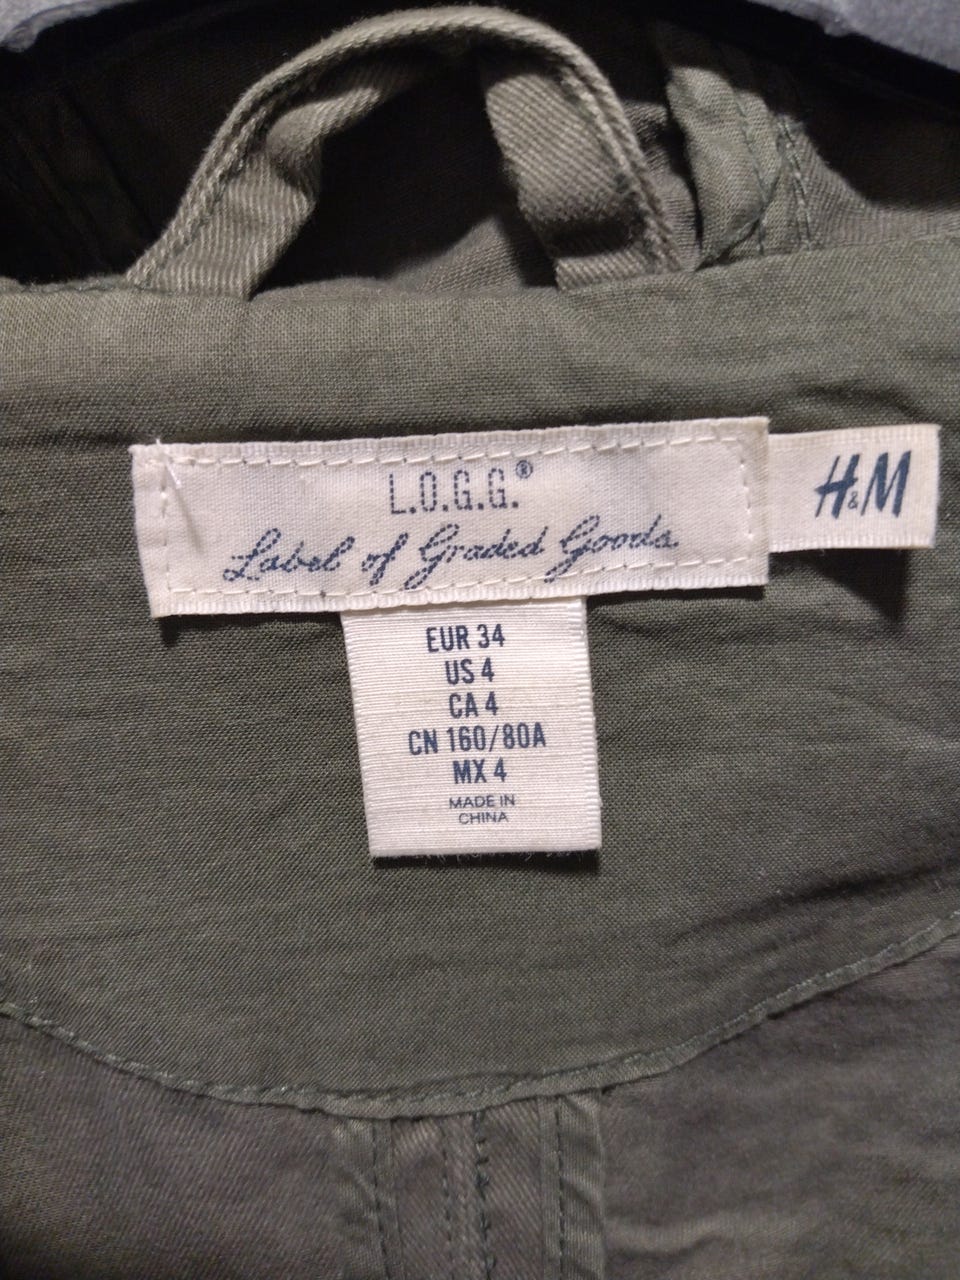 L.O.G.G.®
Label of Graded Goods.
H&M
EUR 34
US 4
CA 4
CN 160/80A
MX 4
MADE IN
CHINA